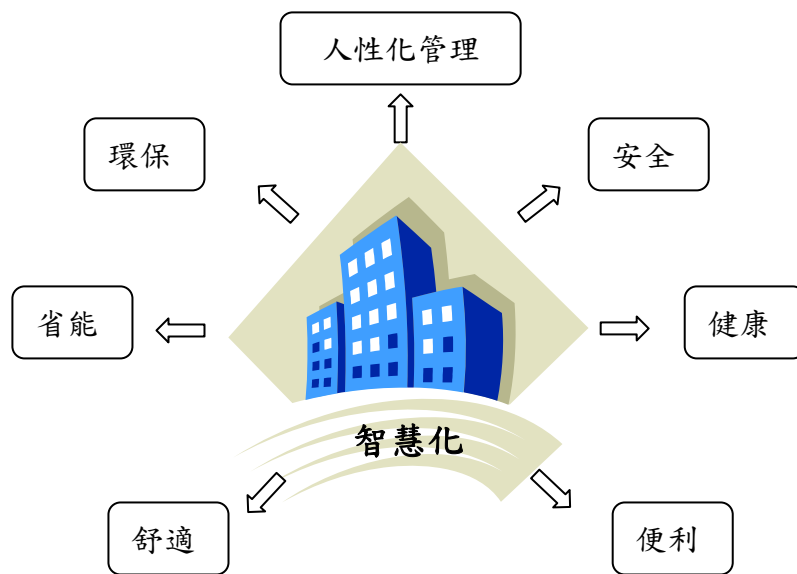 人性化管理
環保
安全
省能
健康
智慧化
舒適
便利